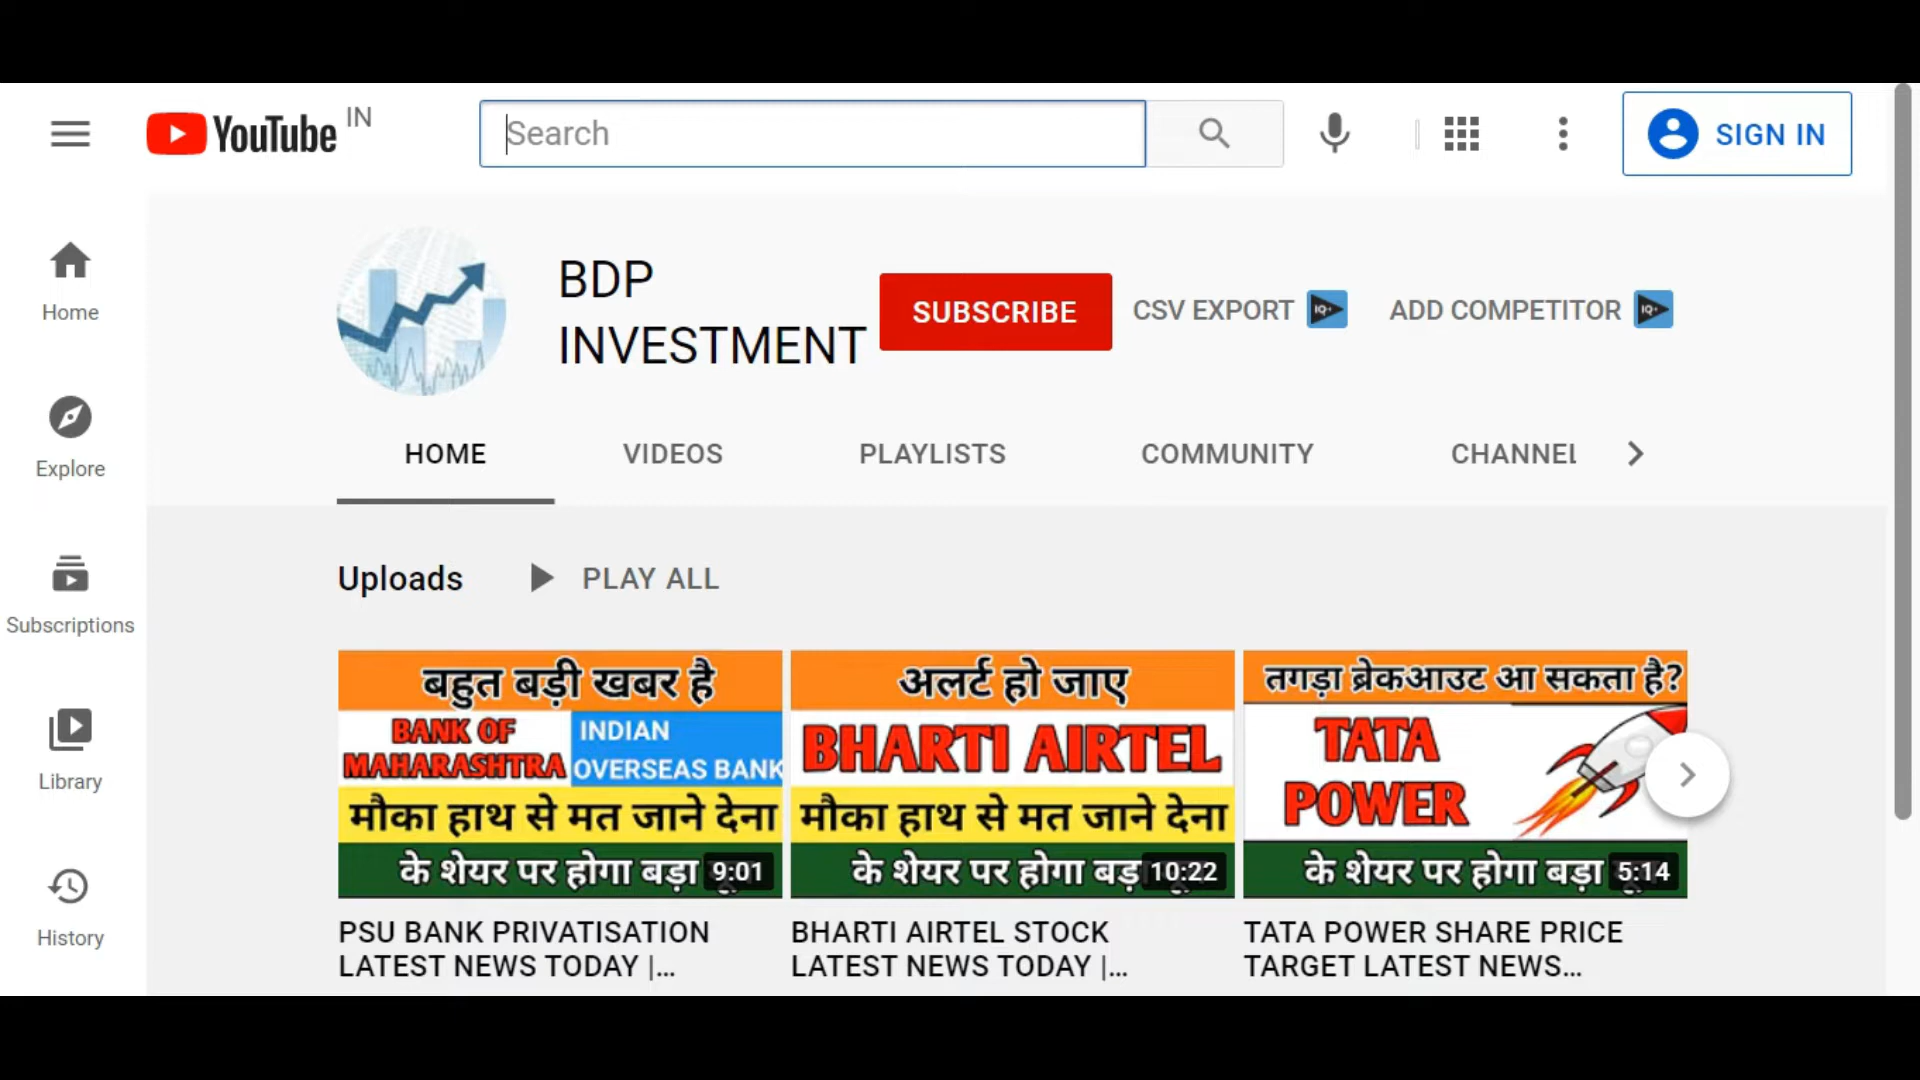 YouTube IN
Search
SIGN IN
Home
Explore
Subscriptions
Library
History
BDP
INVESTMENT
SUBSCRIBE
CSV EXPORT
IQ+
ADD COMPETITOR
IQ+
HOME VIDEOS PLAYLISTS COMMUNITY CHANNEL
Uploads PLAY ALL
बहुत बड़ी खबर है
BANK OF
MAHARASHTRA
INDIAN
OVERSEAS BANK
मौका हाथ से मत जाने देना
के शेयर पर होगा बड़ा
9:01
PSU BANK PRIVATISATION
LATEST NEWS TODAY |...
अलर्ट हो जाए
BHARTI AIRTEL
मौका हाथ से मत जाने देना
के शेयर पर होगा बड़
10:22
BHARTI AIRTEL STOCK
LATEST NEWS TODAY |...
तगड़ा ब्रेकआउट आ सकता है?
TATA
POWER
के शेयर पर होगा बड़ा
5:14
TATA POWER SHARE PRICE
TARGET LATEST NEWS...